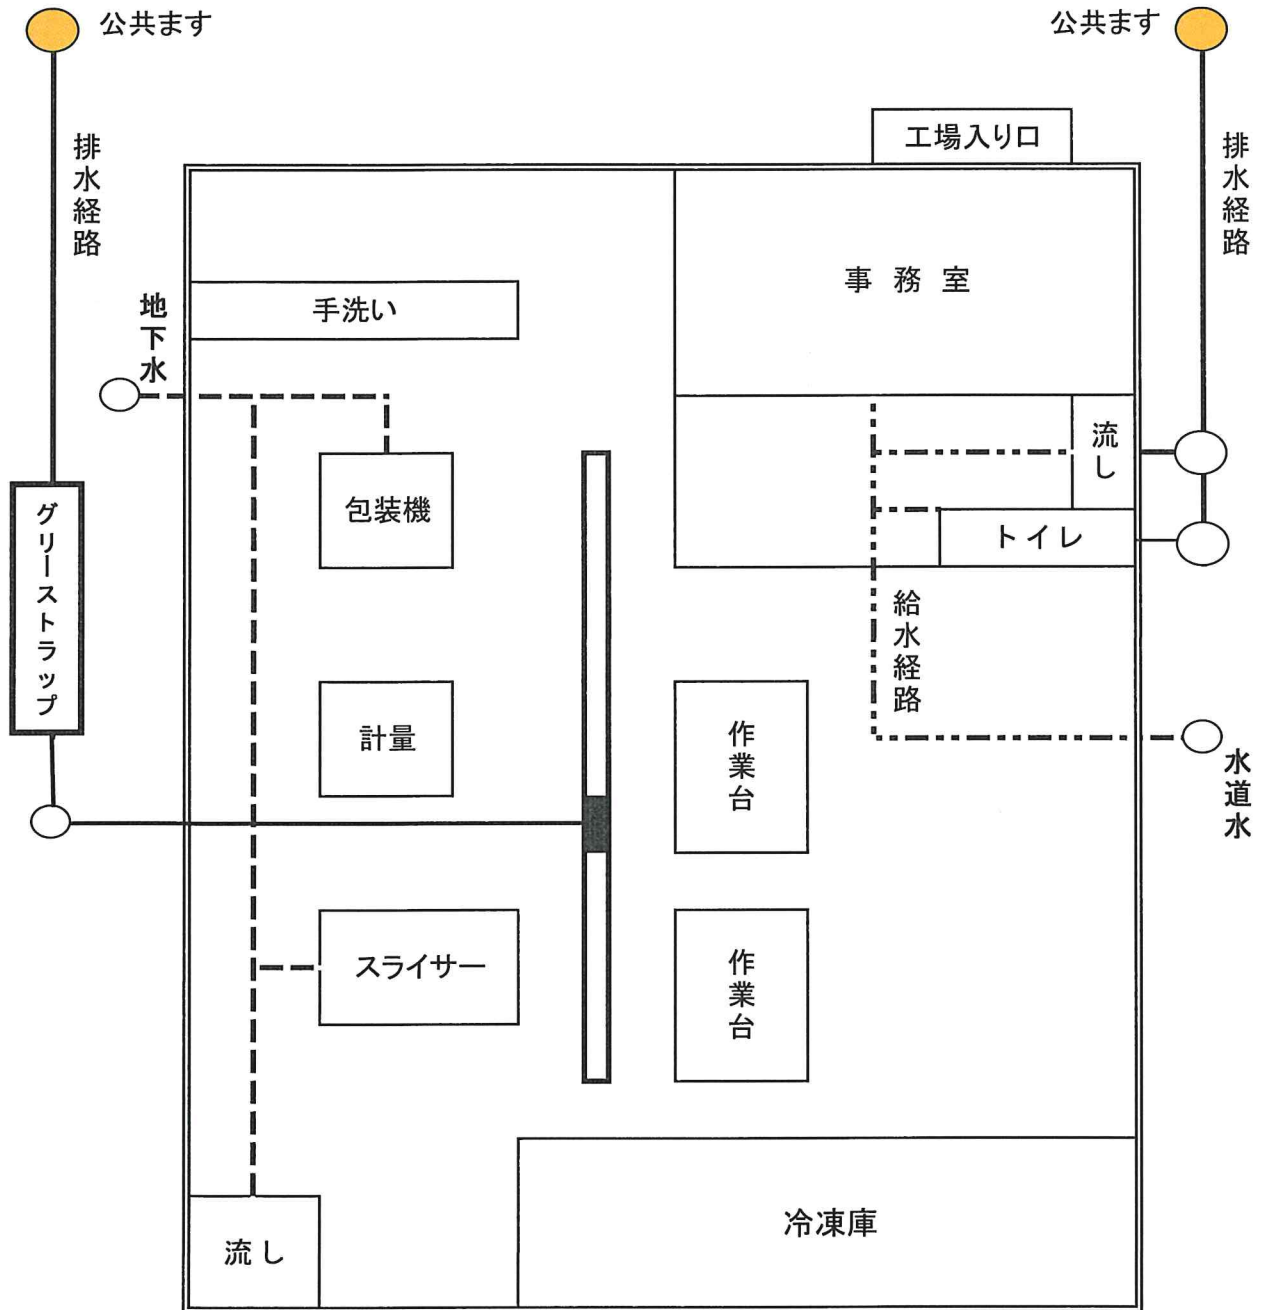 公共ます
公共ます
工場入り口
排水経路
排水経路
事務室
地下水
手洗い
流し
包装機
トイレ
グリーストラップ
給水経路
計量
作業台
水道水
スライサー
作業台
流し
冷凍庫